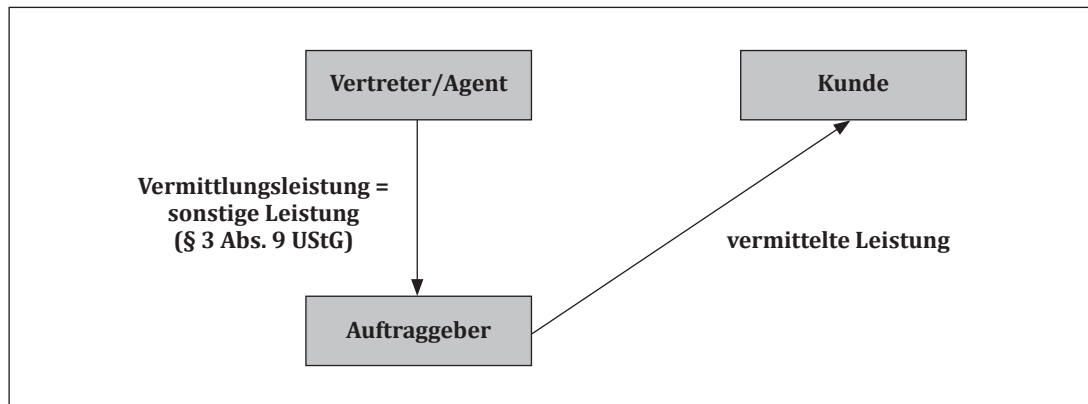 Vertreter/Agent
Kunde
Vermittlungsleistung =
sonstige Leistung
(§ 3 Abs. 9 UStG)
vermittelte Leistung
Auftraggeber